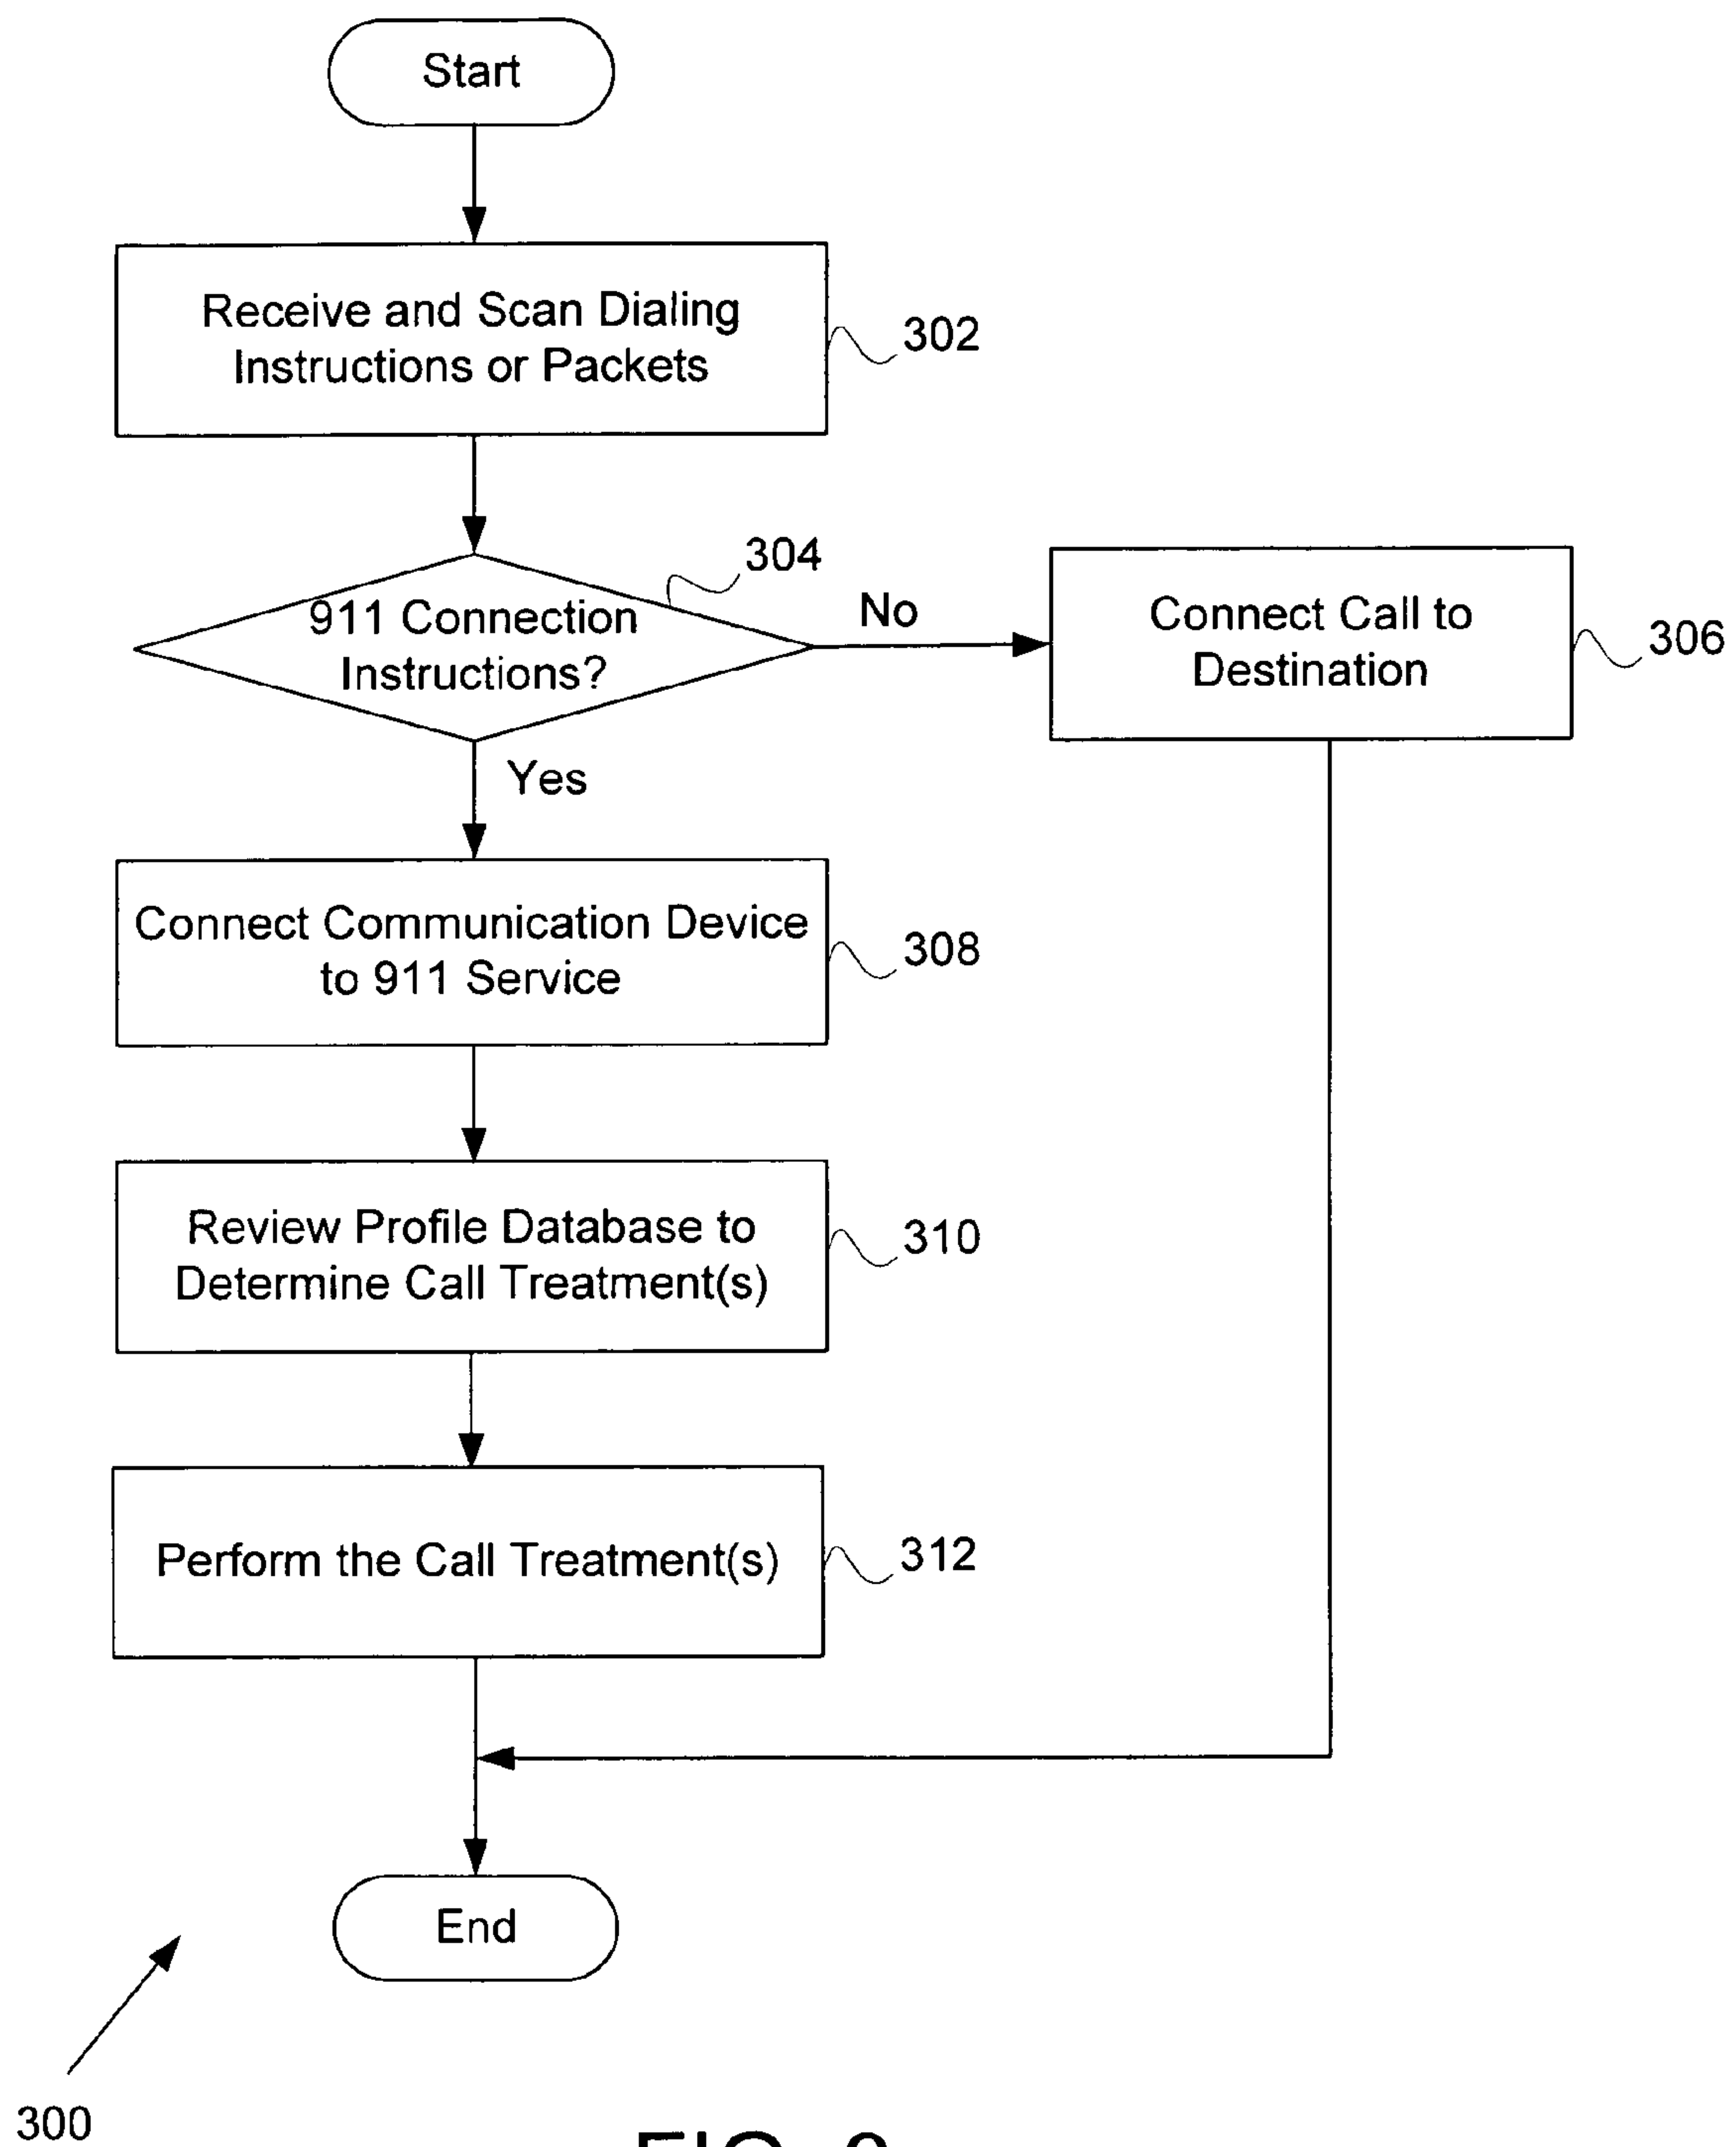 Start
Receive and Scan Dialing
Instructions or Packets
302
304
911 Connection
Instructions?
No
Connect Call to
Destination
306
Yes
Connect Communication Device
to 911 Service
308
Review Profile Database to
Determine Call Treatment(s)
310
Perform the Call Treatment(s)
312
End
300
FIG.